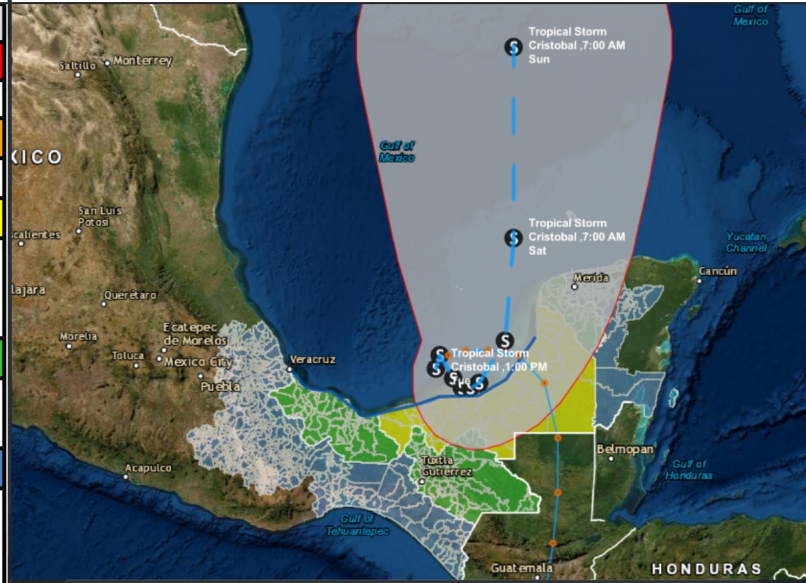 Gulf of
Mexico
Tropical Storm
Cristobal ,7:00 AM
Sun
Saltillo
Monterrey
Gulf of
Mexico
XICO
San Luis
Potosi
scalientes
Tropical Storm
Cristobal ,7:00 AM
Sat
Yucatan
Channel
Merida
Cancún
lajara
Querétaro
Morelia
Ecatepec
de Morelos
Toluca
Mexico City
Puebla
Veracruz
Tropical Storm
Cristobal ,1:00 PM
Acapulco
Tuxtla
Gutierrez
Belmopan
Gulf of
Honduras
Gulf of
Tehuantepec
Guatemala
HONDURAS
S
S
S
S
S
S
S
S